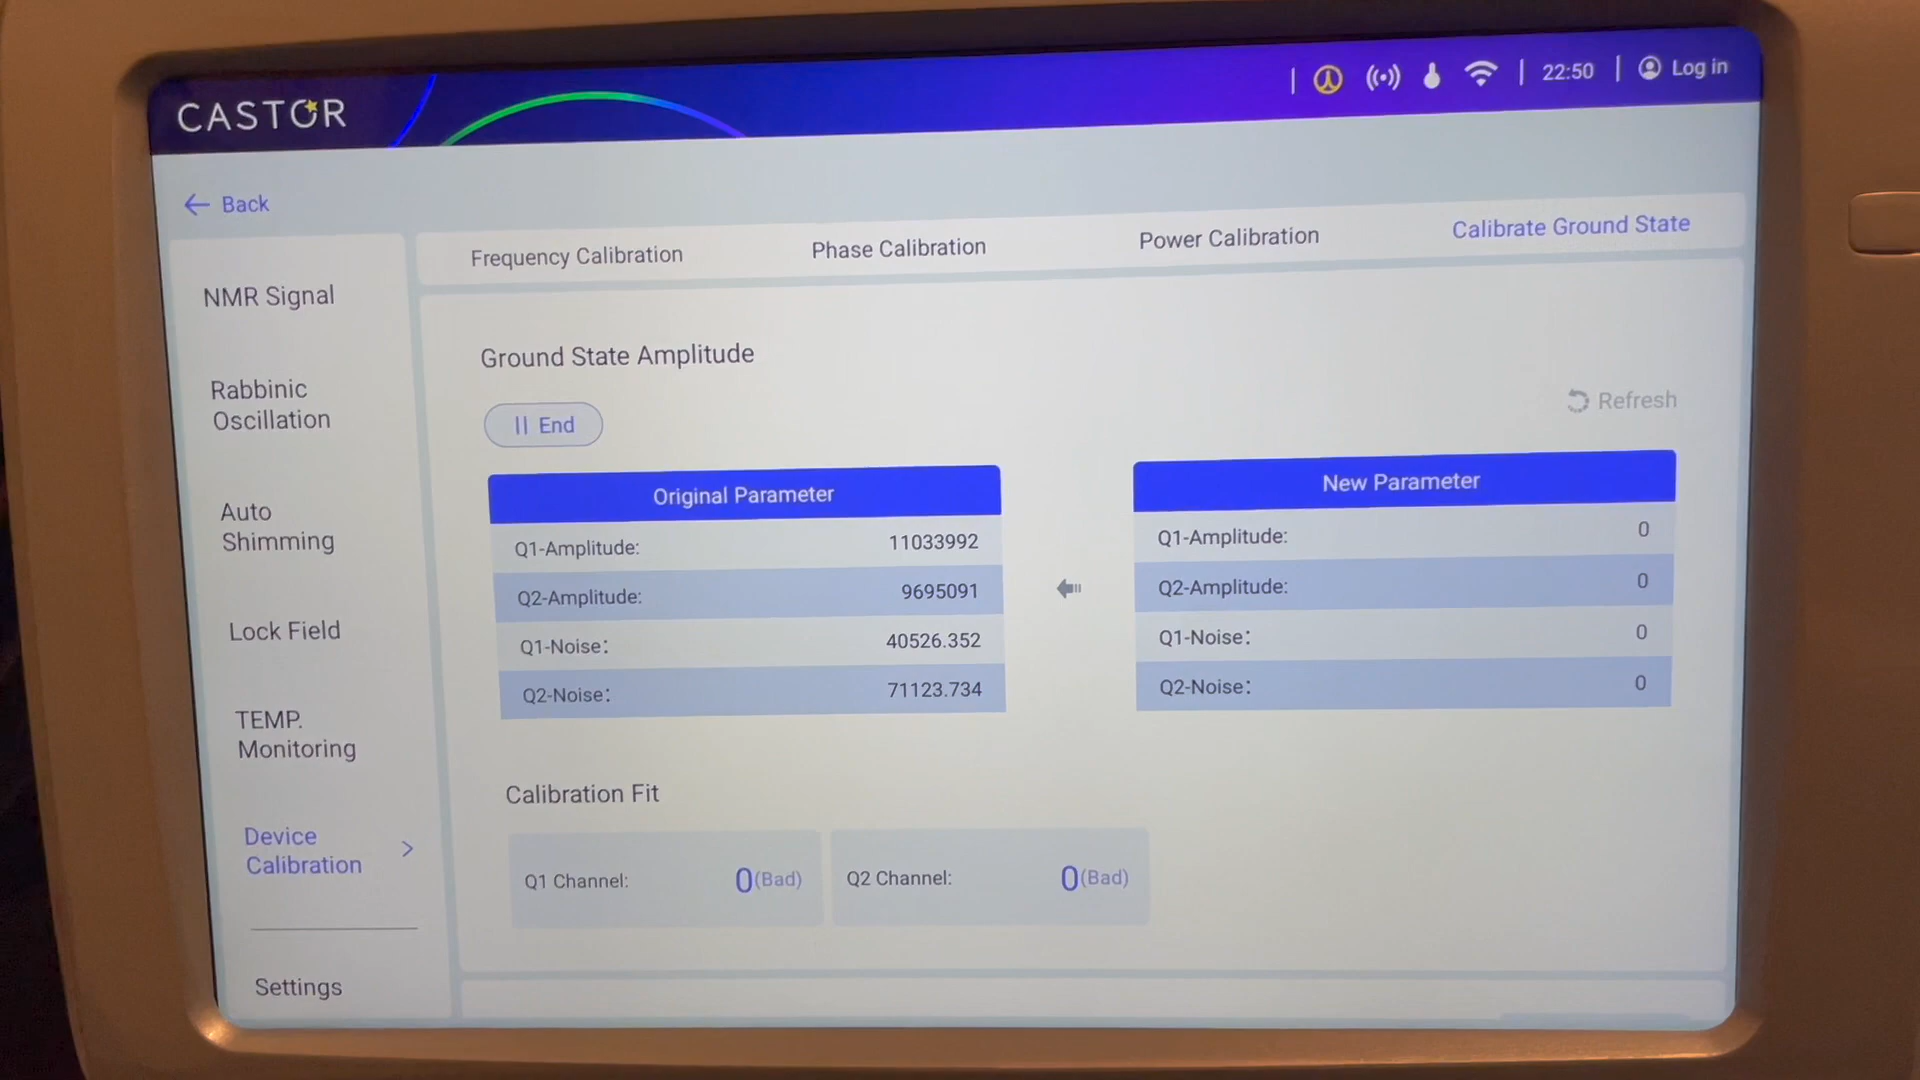 CASTOR
22:50
Log in
Back
Frequency Calibration
Phase Calibration
Power Calibration
Calibrate Ground State
NMR Signal
Rabbinic
Oscillation
Auto
Shimming
Lock Field
TEMP.
Monitoring
Device
Calibration
Settings
Ground State Amplitude
End
Refresh
Original Parameter
Q1-Amplitude: 11033992
Q2-Amplitude: 9695091
Q1-Noise: 40526.352
Q2-Noise: 71123.734
New Parameter
Q1-Amplitude: 0
Q2-Amplitude: 0
Q1-Noise: 0
Q2-Noise: 0
Calibration Fit
Q1 Channel: 0(Bad)
Q2 Channel: 0(Bad)